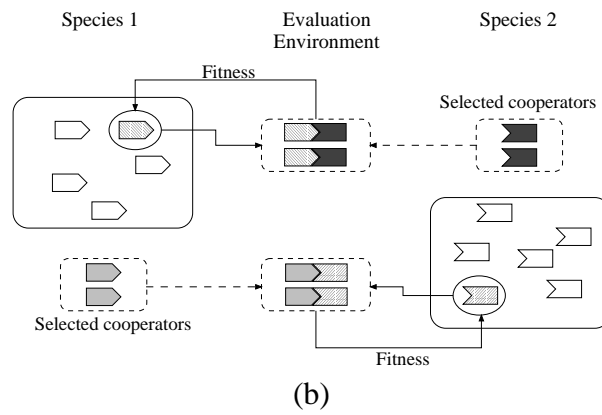 Species 1
Evaluation
Environment
Species 2
Fitness
Selected cooperators
Selected cooperators
Fitness
(b)